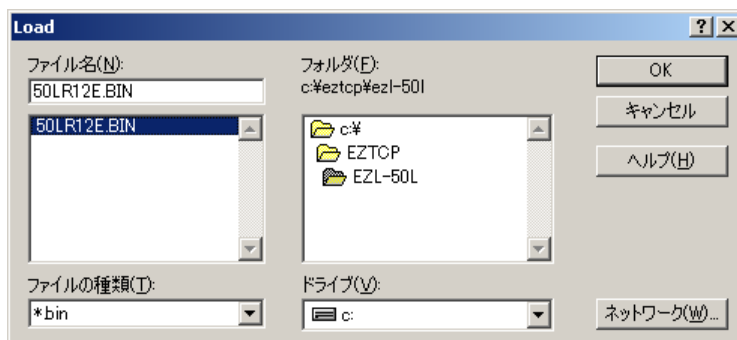 Load
ファイル名(N):
50LR12E.BIN
50LR12E.BIN
ファイルの種類(T):
*.bin
フォルダ(F):
c:¥eztcp¥ezl-50l
c:¥
EZTCP
EZL-50L
ドライブ(V):
c:
OK
キャンセル
ヘルプ(H)
ネットワーク(W)...